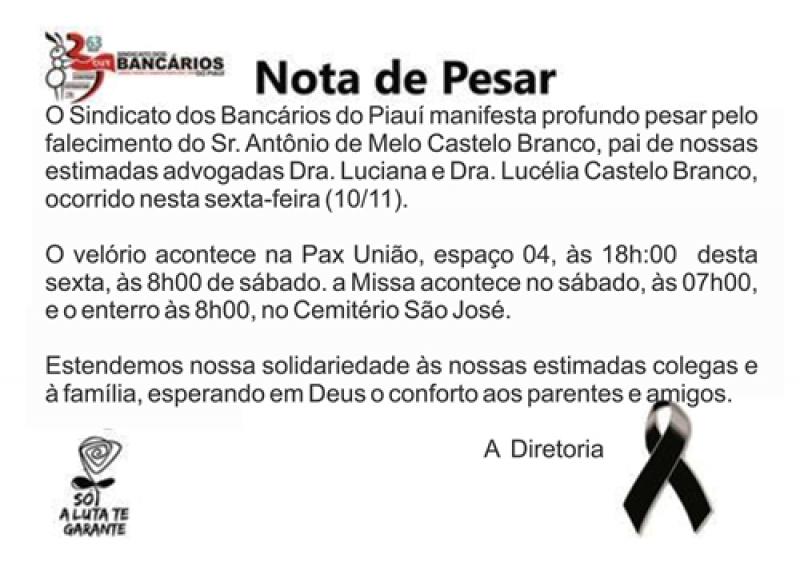 63
CUT
SINDICATO DOS
BANCÁRIOS
DO PIAUÍ
Nota de Pesar
O Sindicato dos Bancários do Piauí manifesta profundo pesar pelo
falecimento do Sr. Antônio de Melo Castelo Branco, pai de nossas
estimadas advogadas Dra. Luciana e Dra. Lucélia Castelo Branco,
ocorrido nesta sexta-feira (10/11).
O velório acontece na Pax União, espaço 04, às 18h:00 desta
sexta, às 8h00 de sábado. a Missa acontece no sábado, às 07h00,
e o enterro às 8h00, no Cemitério São José.
Estendemos nossa solidariedade às nossas estimadas colegas e
à família, esperando em Deus o conforto aos parentes e amigos.
A Diretoria
SÓ
A LUTA TE
GARANTE